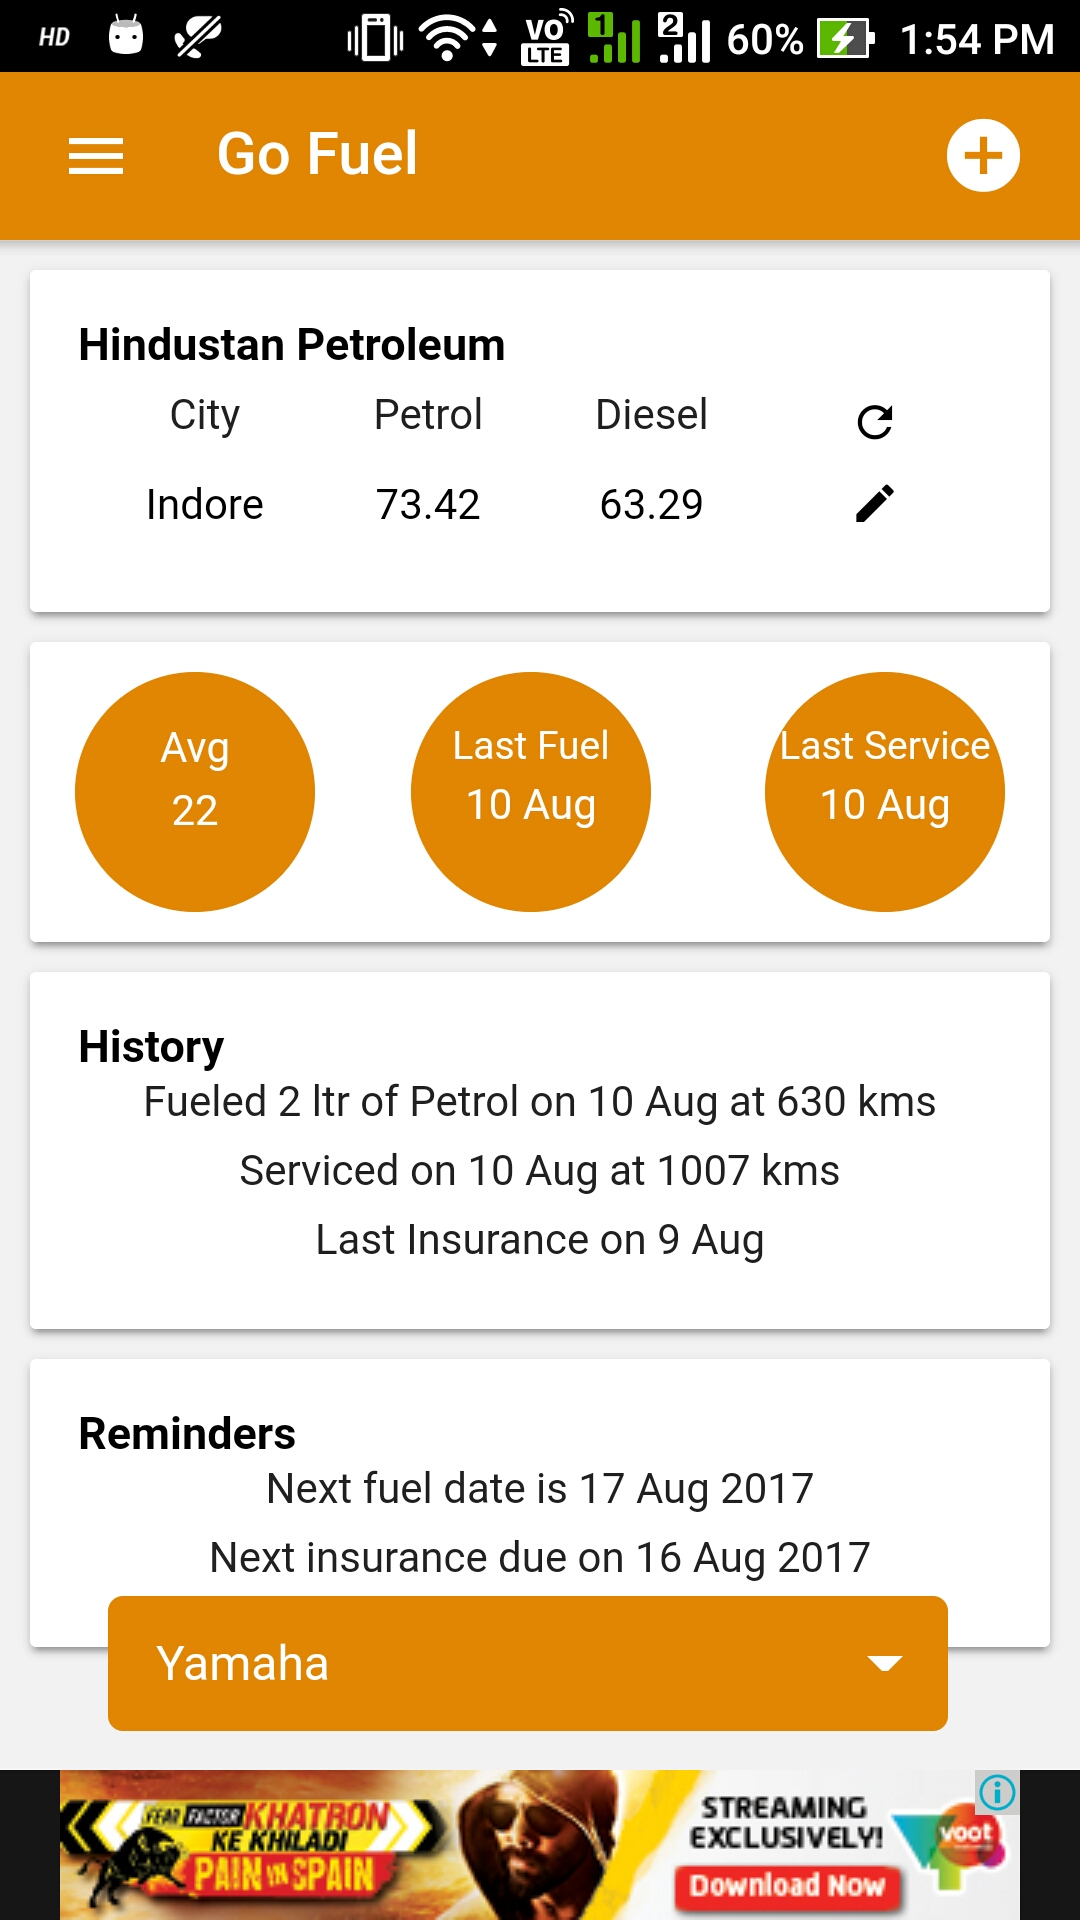 HD VO LTE 1 2 60% 1:54 PM
Go Fuel
Hindustan Petroleum
City Petrol Diesel
Indore 73.42 63.29
Avg Last Fuel Last Service
22 10 Aug 10 Aug
History
Fueled 2 ltr of Petrol on 10 Aug at 630 kms
Serviced on 10 Aug at 1007 kms
Last Insurance on 9 Aug
Reminders
Next fuel date is 17 Aug 2017
Next insurance due on 16 Aug 2017
Yamaha
FEAR FACTOR KHATRON
KE KHILADI
PAIN IN SPAIN
STREAMING
EXCLUSIVELY!
Download Now
voot